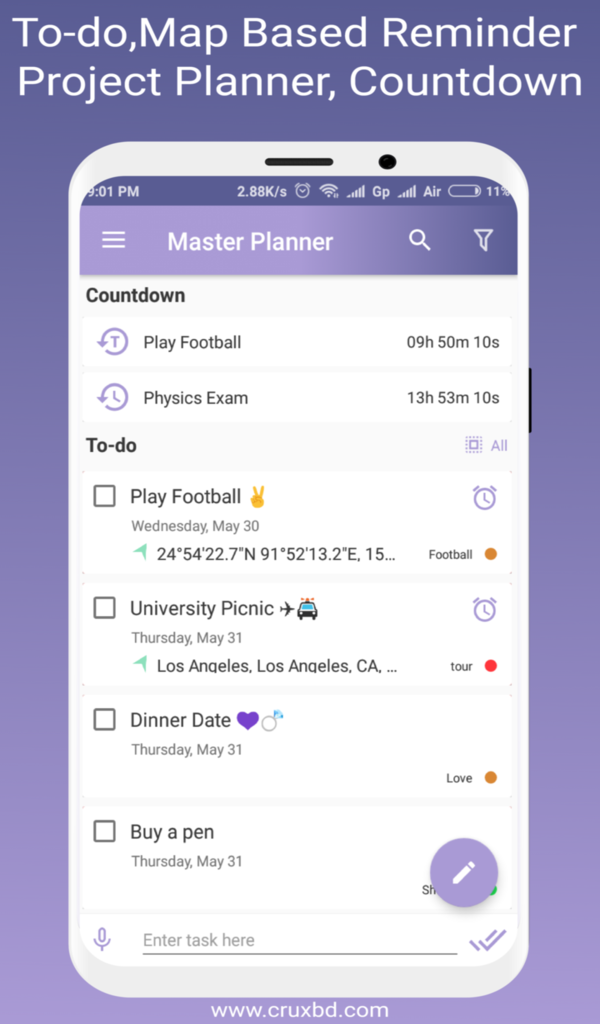 To-do,Map Based Reminder
Project Planner, Countdown
9:01 PM 2.88K/s Gp Air 11%
Master Planner
Countdown
Play Football 09h 50m 10s
Physics Exam 13h 53m 10s
To-do All
Play Football ✌
Wednesday, May 30
24°54'22.7"N 91°52'13.2"E, 15...
Football
University Picnic ✈🚔
Thursday, May 31
Los Angeles, Los Angeles, CA, ...
tour
Dinner Date 💜💍
Thursday, May 31
Love
Buy a pen
Thursday, May 31
Enter task here
www.cruxbd.com